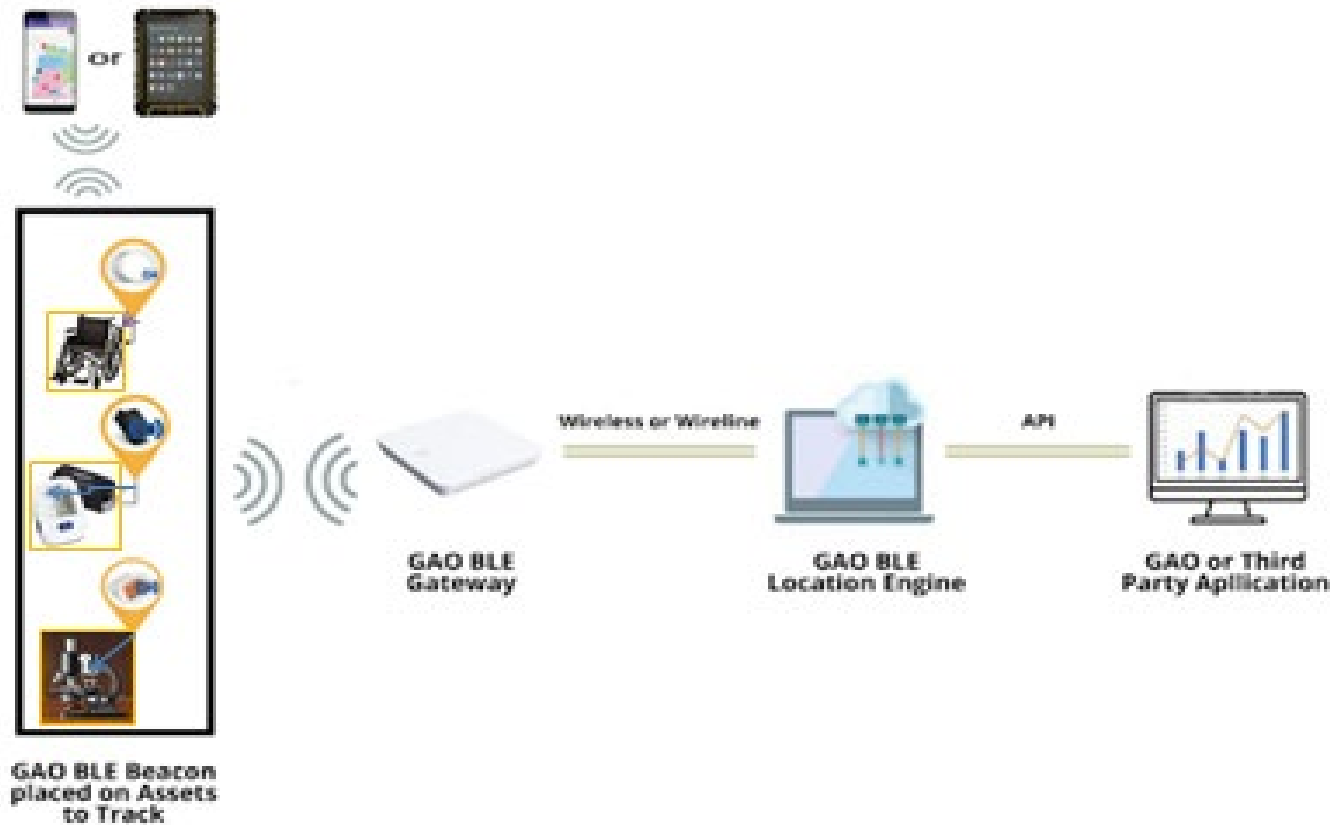 or
Wireless or Wireline
API
GAO BLE
Gateway
GAO BLE
Location Engine
GAO or Third
Party Apllication
GAO BLE Beacon
placed on Assets
to Track